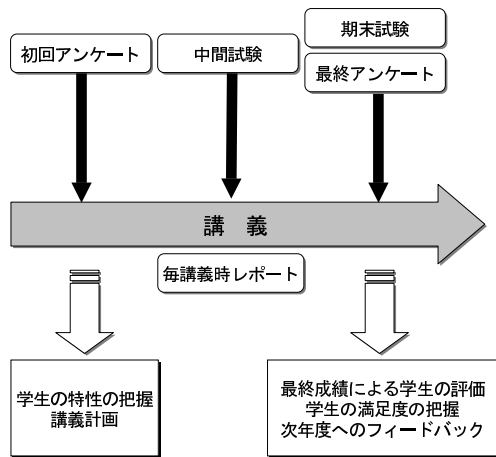 初回アンケート
中間試験
期末試験
最終アンケート
講 義
毎講義時レポート
学生の特性の把握
講義計画
最終成績による学生の評価
学生の満足度の把握
次年度へのフィードバック